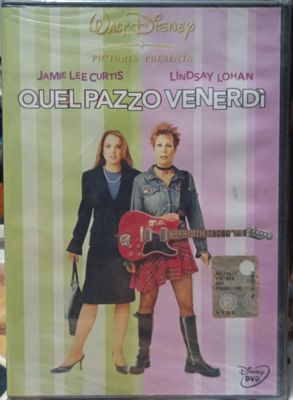 WALT DISNEY
PICTURES PRESENTA
JAMIE LEE CURTIS LINDSAY LOHAN
QUEL PAZZO VENERDÌ
Disney
DVD